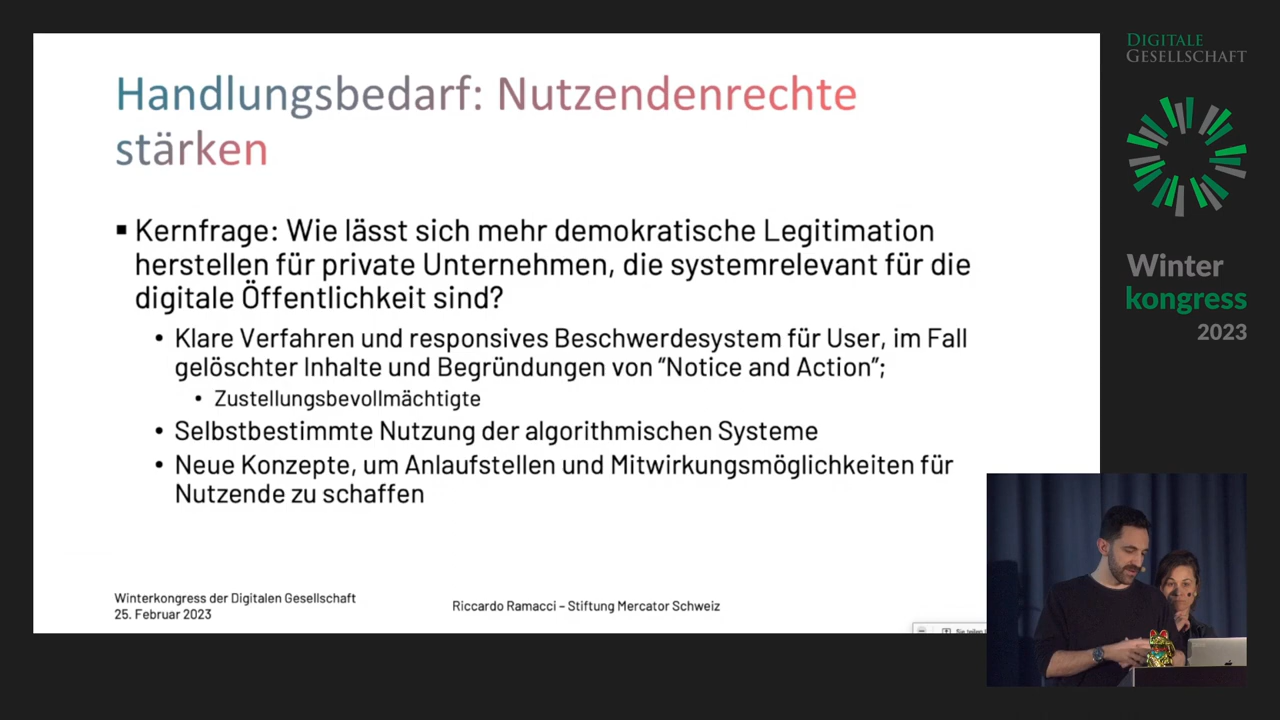 Handlungsbedarf: Nutzendenrechte
stärken
▪ Kernfrage: Wie lässt sich mehr demokratische Legitimation
herstellen für private Unternehmen, die systemrelevant für die
digitale Öffentlichkeit sind?
• Klare Verfahren und responsives Beschwerdesystem für User, im Fall
gelöschter Inhalte und Begründungen von “Notice and Action”;
• Zustellungsbevollmächtigte
• Selbstbestimmte Nutzung der algorithmischen Systeme
• Neue Konzepte, um Anlaufstellen und Mitwirkungsmöglichkeiten für
Nutzende zu schaffen
Winterkongress der Digitalen Gesellschaft
25. Februar 2023
Riccardo Ramacci – Stiftung Mercator Schweiz
DIGITALE
GESELLSCHAFT
Winter
kongress
2023